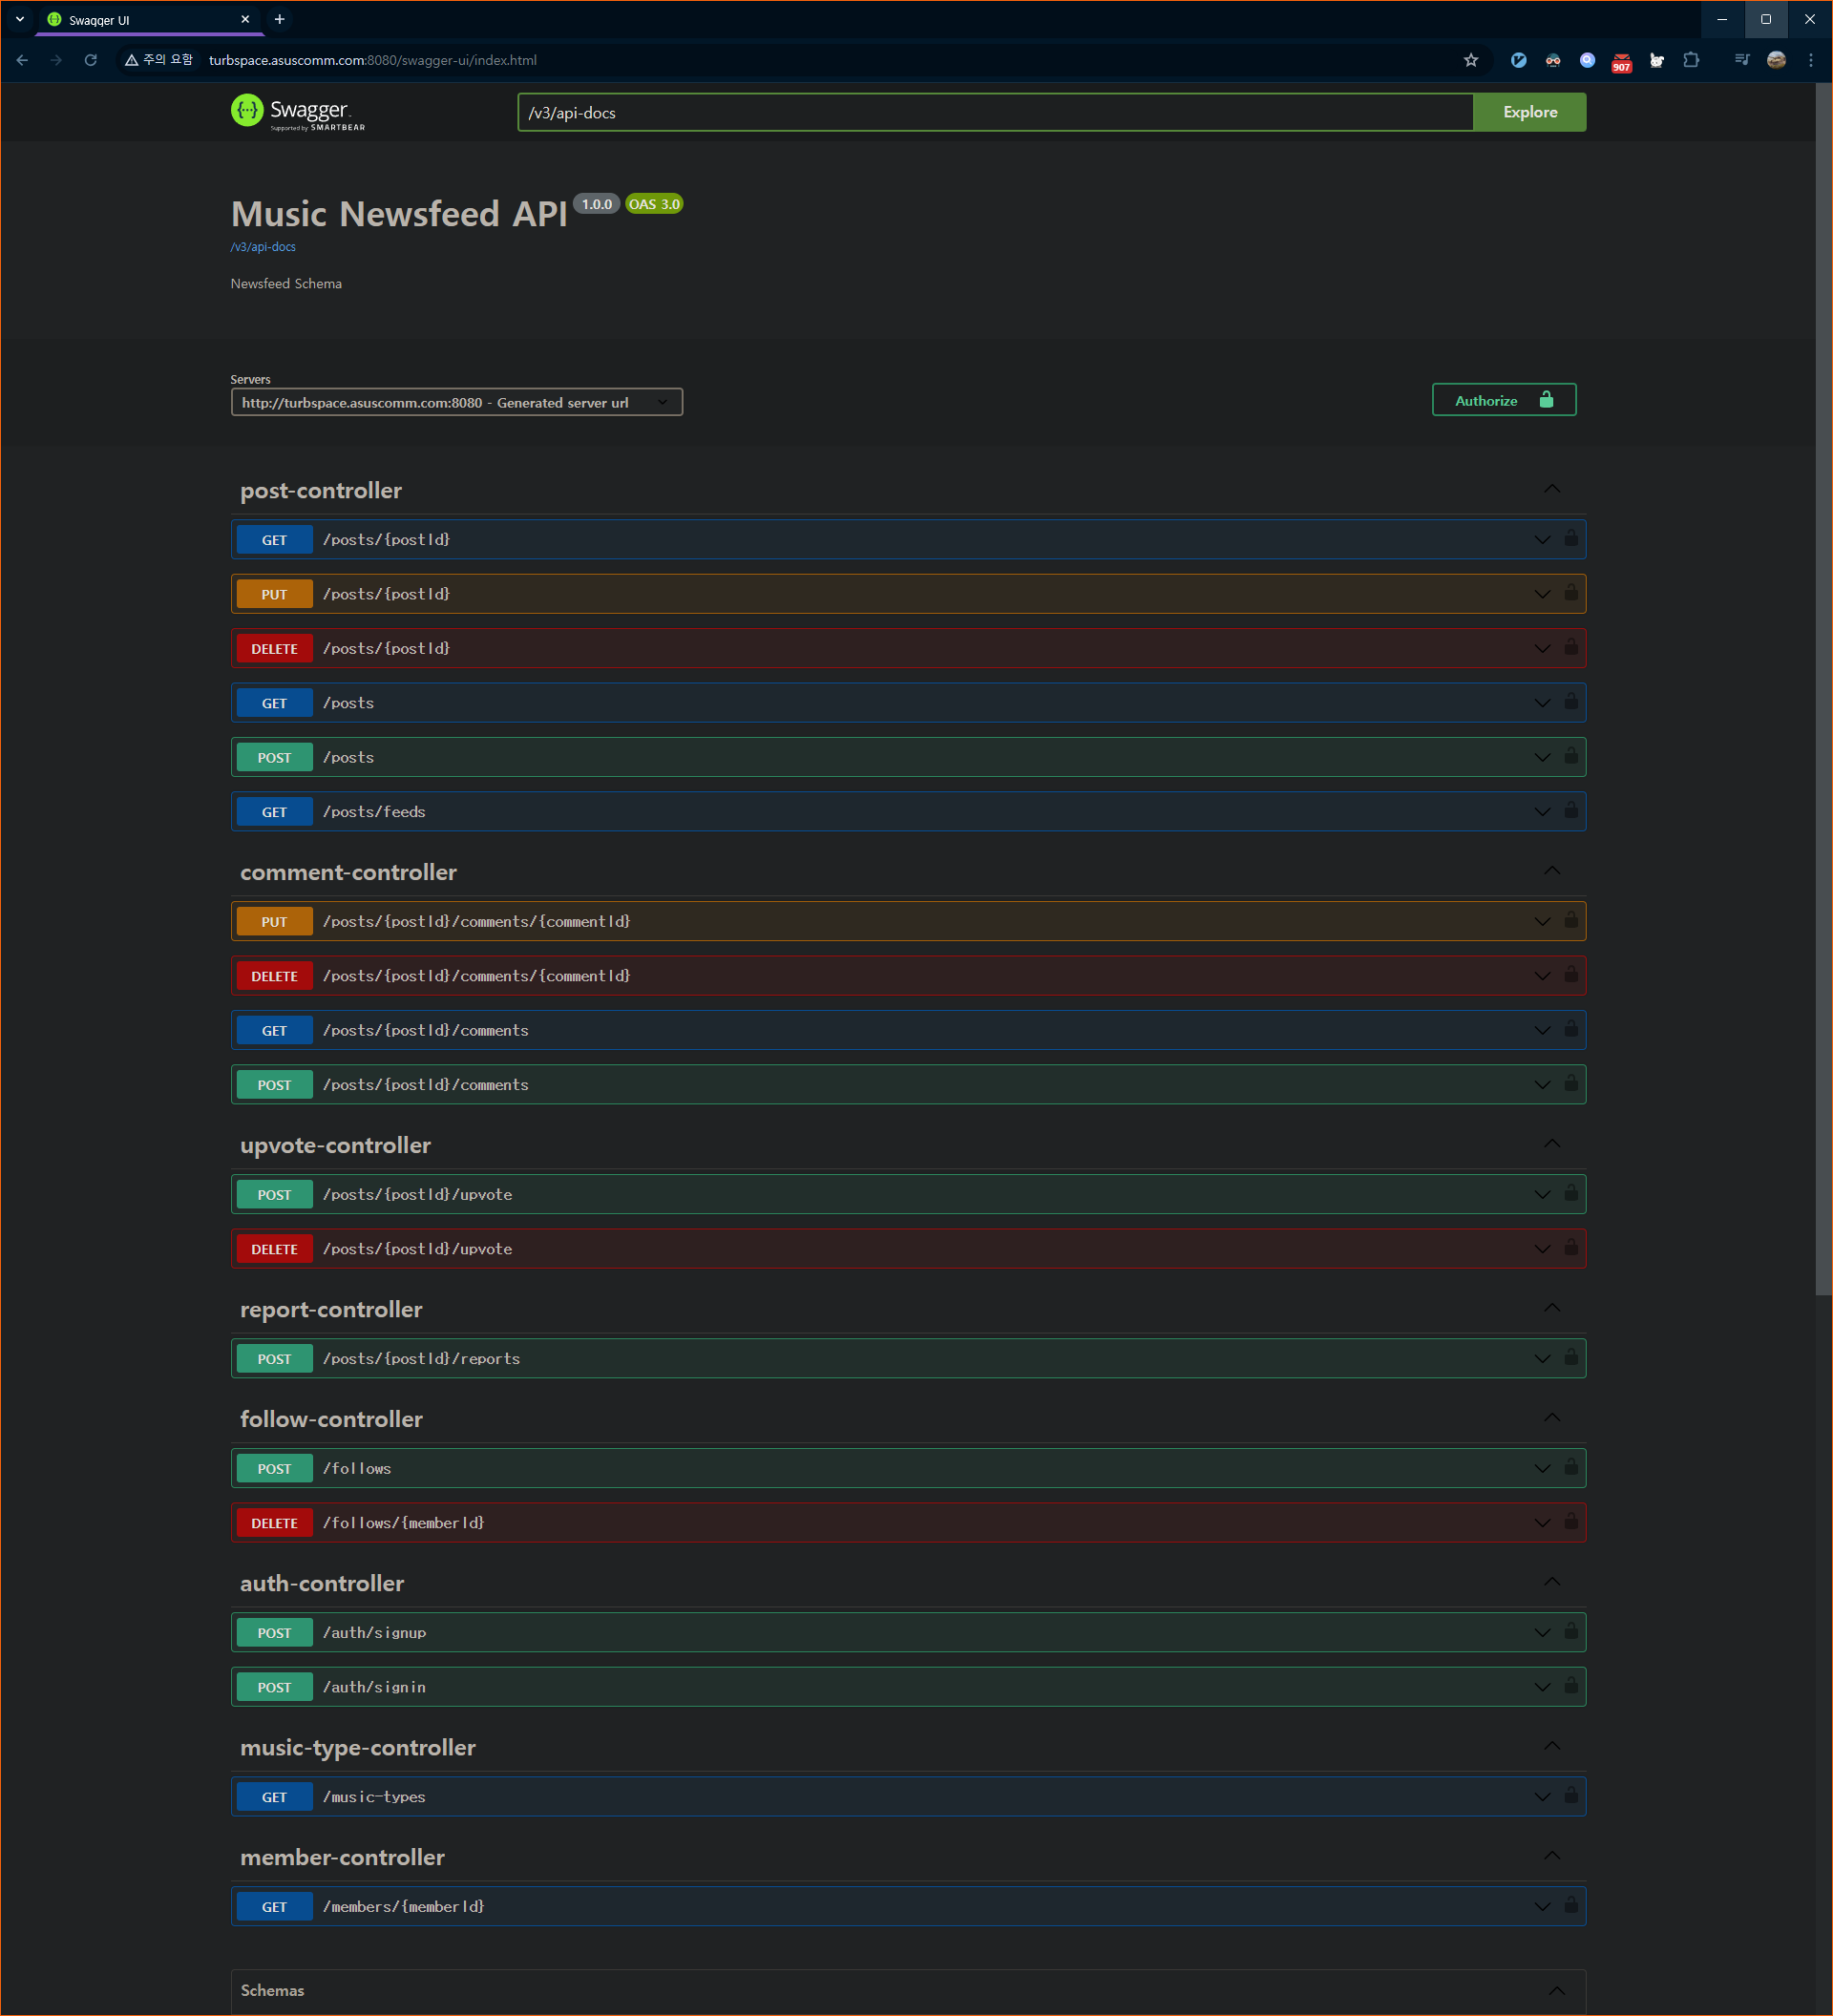 Swagger UI
주의 요함 turbspace.asuscomm.com:8080/swagger-ui/index.html
907
Swagger
Supported by SMARTBEAR
/v3/api-docs
Explore
Music Newsfeed API 1.0.0 OAS 3.0
/v3/api-docs
Newsfeed Schema
Servers
http://turbspace.asuscomm.com:8080 - Generated server url
Authorize
post-controller
GET /posts/{postId}
PUT /posts/{postId}
DELETE /posts/{postId}
GET /posts
POST /posts
GET /posts/feeds
comment-controller
PUT /posts/{postId}/comments/{commentId}
DELETE /posts/{postId}/comments/{commentId}
GET /posts/{postId}/comments
POST /posts/{postId}/comments
upvote-controller
POST /posts/{postId}/upvote
DELETE /posts/{postId}/upvote
report-controller
POST /posts/{postId}/reports
follow-controller
POST /follows
DELETE /follows/{memberId}
auth-controller
POST /auth/signup
POST /auth/signin
music-type-controller
GET /music-types
member-controller
GET /members/{memberId}
Schemas